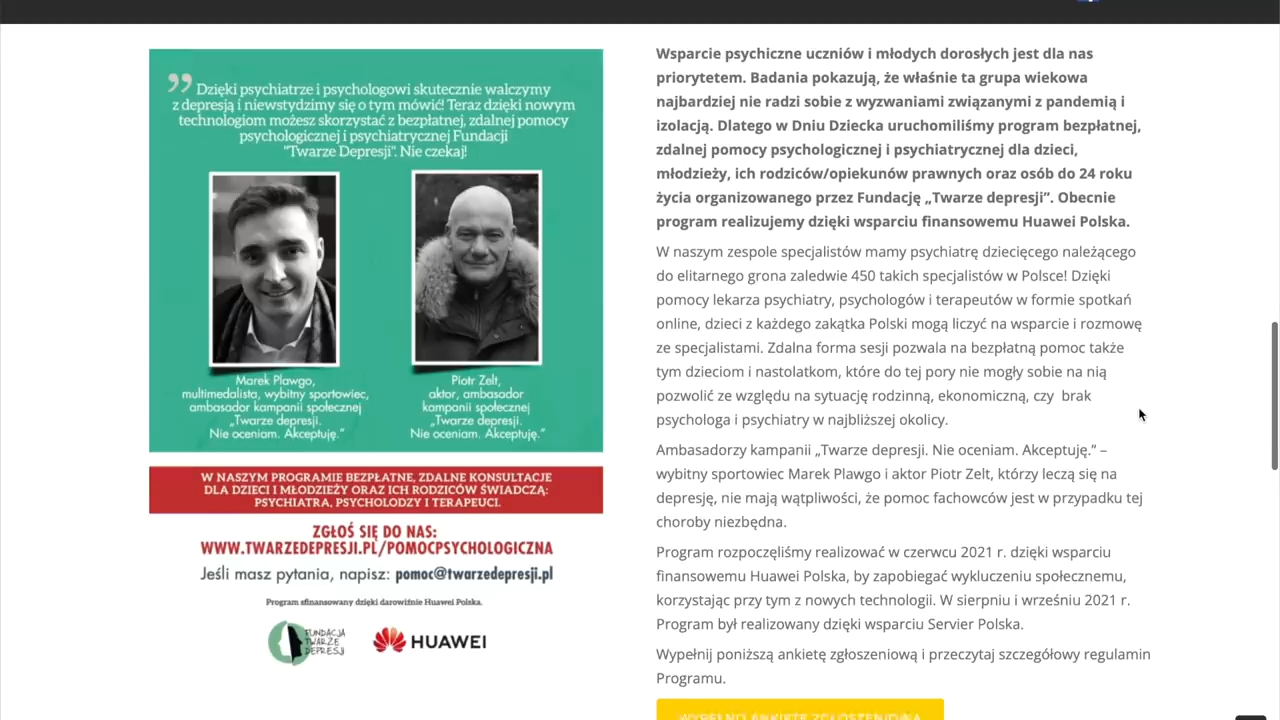 ” Dzięki psychiatrze i psychologowi skutecznie walczymy
z depresją i niewstydzimy się o tym mówić! Teraz dzięki nowym
technologiom możesz skorzystać z bezpłatnej, zdalnej pomocy
psychologicznej i psychiatrycznej Fundacji
"Twarze Depresji". Nie czekaj!
Marek Plawgo,
multimedalista, wybitny sportowiec,
ambasador kampanii społecznej
„Twarze depresji.
Nie oceniam. Akceptuję.”
Piotr Zelt,
aktor, ambasador
kampanii społecznej
„Twarze depresji.
Nie oceniam. Akceptuję.”
W NASZYM PROGRAMIE BEZPŁATNE, ZDALNE KONSULTACJE
DLA DZIECI I MŁODZIEŻY ORAZ ICH RODZICÓW ŚWIADCZĄ:
PSYCHIATRA, PSYCHOLODZY I TERAPEUCI.
ZGŁOŚ SIĘ DO NAS:
WWW.TWARZEDEPRESJI.PL/POMOCPSYCHOLOGICZNA
Jeśli masz pytania, napisz: pomoc@twarzedepresji.pl
Program sfinansowany dzięki darowiźnie Huawei Polska.
FUNDACJA
TWARZE
DEPRESJI
HUAWEI
Wsparcie psychiczne uczniów i młodych dorosłych jest dla nas
priorytetem. Badania pokazują, że właśnie ta grupa wiekowa
najbardziej nie radzi sobie z wyzwaniami związanymi z pandemią i
izolacją. Dlatego w Dniu Dziecka uruchomiliśmy program bezpłatnej,
zdalnej pomocy psychologicznej i psychiatrycznej dla dzieci,
młodzieży, ich rodziców/opiekunów prawnych oraz osób do 24 roku
życia organizowanego przez Fundację „Twarze depresji”. Obecnie
program realizujemy dzięki wsparciu finansowemu Huawei Polska.
W naszym zespole specjalistów mamy psychiatrę dziecięcego należącego
do elitarnego grona zaledwie 450 takich specjalistów w Polsce! Dzięki
pomocy lekarza psychiatry, psychologów i terapeutów w formie spotkań
online, dzieci z każdego zakątka Polski mogą liczyć na wsparcie i rozmowę
ze specjalistami. Zdalna forma sesji pozwala na bezpłatną pomoc także
tym dzieciom i nastolatkom, które do tej pory nie mogły sobie na nią
pozwolić ze względu na sytuację rodzinną, ekonomiczną, czy brak
psychologa i psychiatry w najbliższej okolicy.
Ambasadorzy kampanii „Twarze depresji. Nie oceniam. Akceptuję.” –
wybitny sportowiec Marek Plawgo i aktor Piotr Zelt, którzy leczą się na
depresję, nie mają wątpliwości, że pomoc fachowców jest w przypadku tej
choroby niezbędna.
Program rozpoczęliśmy realizować w czerwcu 2021 r. dzięki wsparciu
finansowemu Huawei Polska, by zapobiegać wykluczeniu społecznemu,
korzystając przy tym z nowych technologii. W sierpniu i wrześniu 2021 r.
Program był realizowany dzięki wsparciu Servier Polska.
Wypełnij poniższą ankietę zgłoszeniową i przeczytaj szczegółowy regulamin
Programu.
WYPEŁNIJ ANKIETĘ ZGŁOSZENIOWĄ